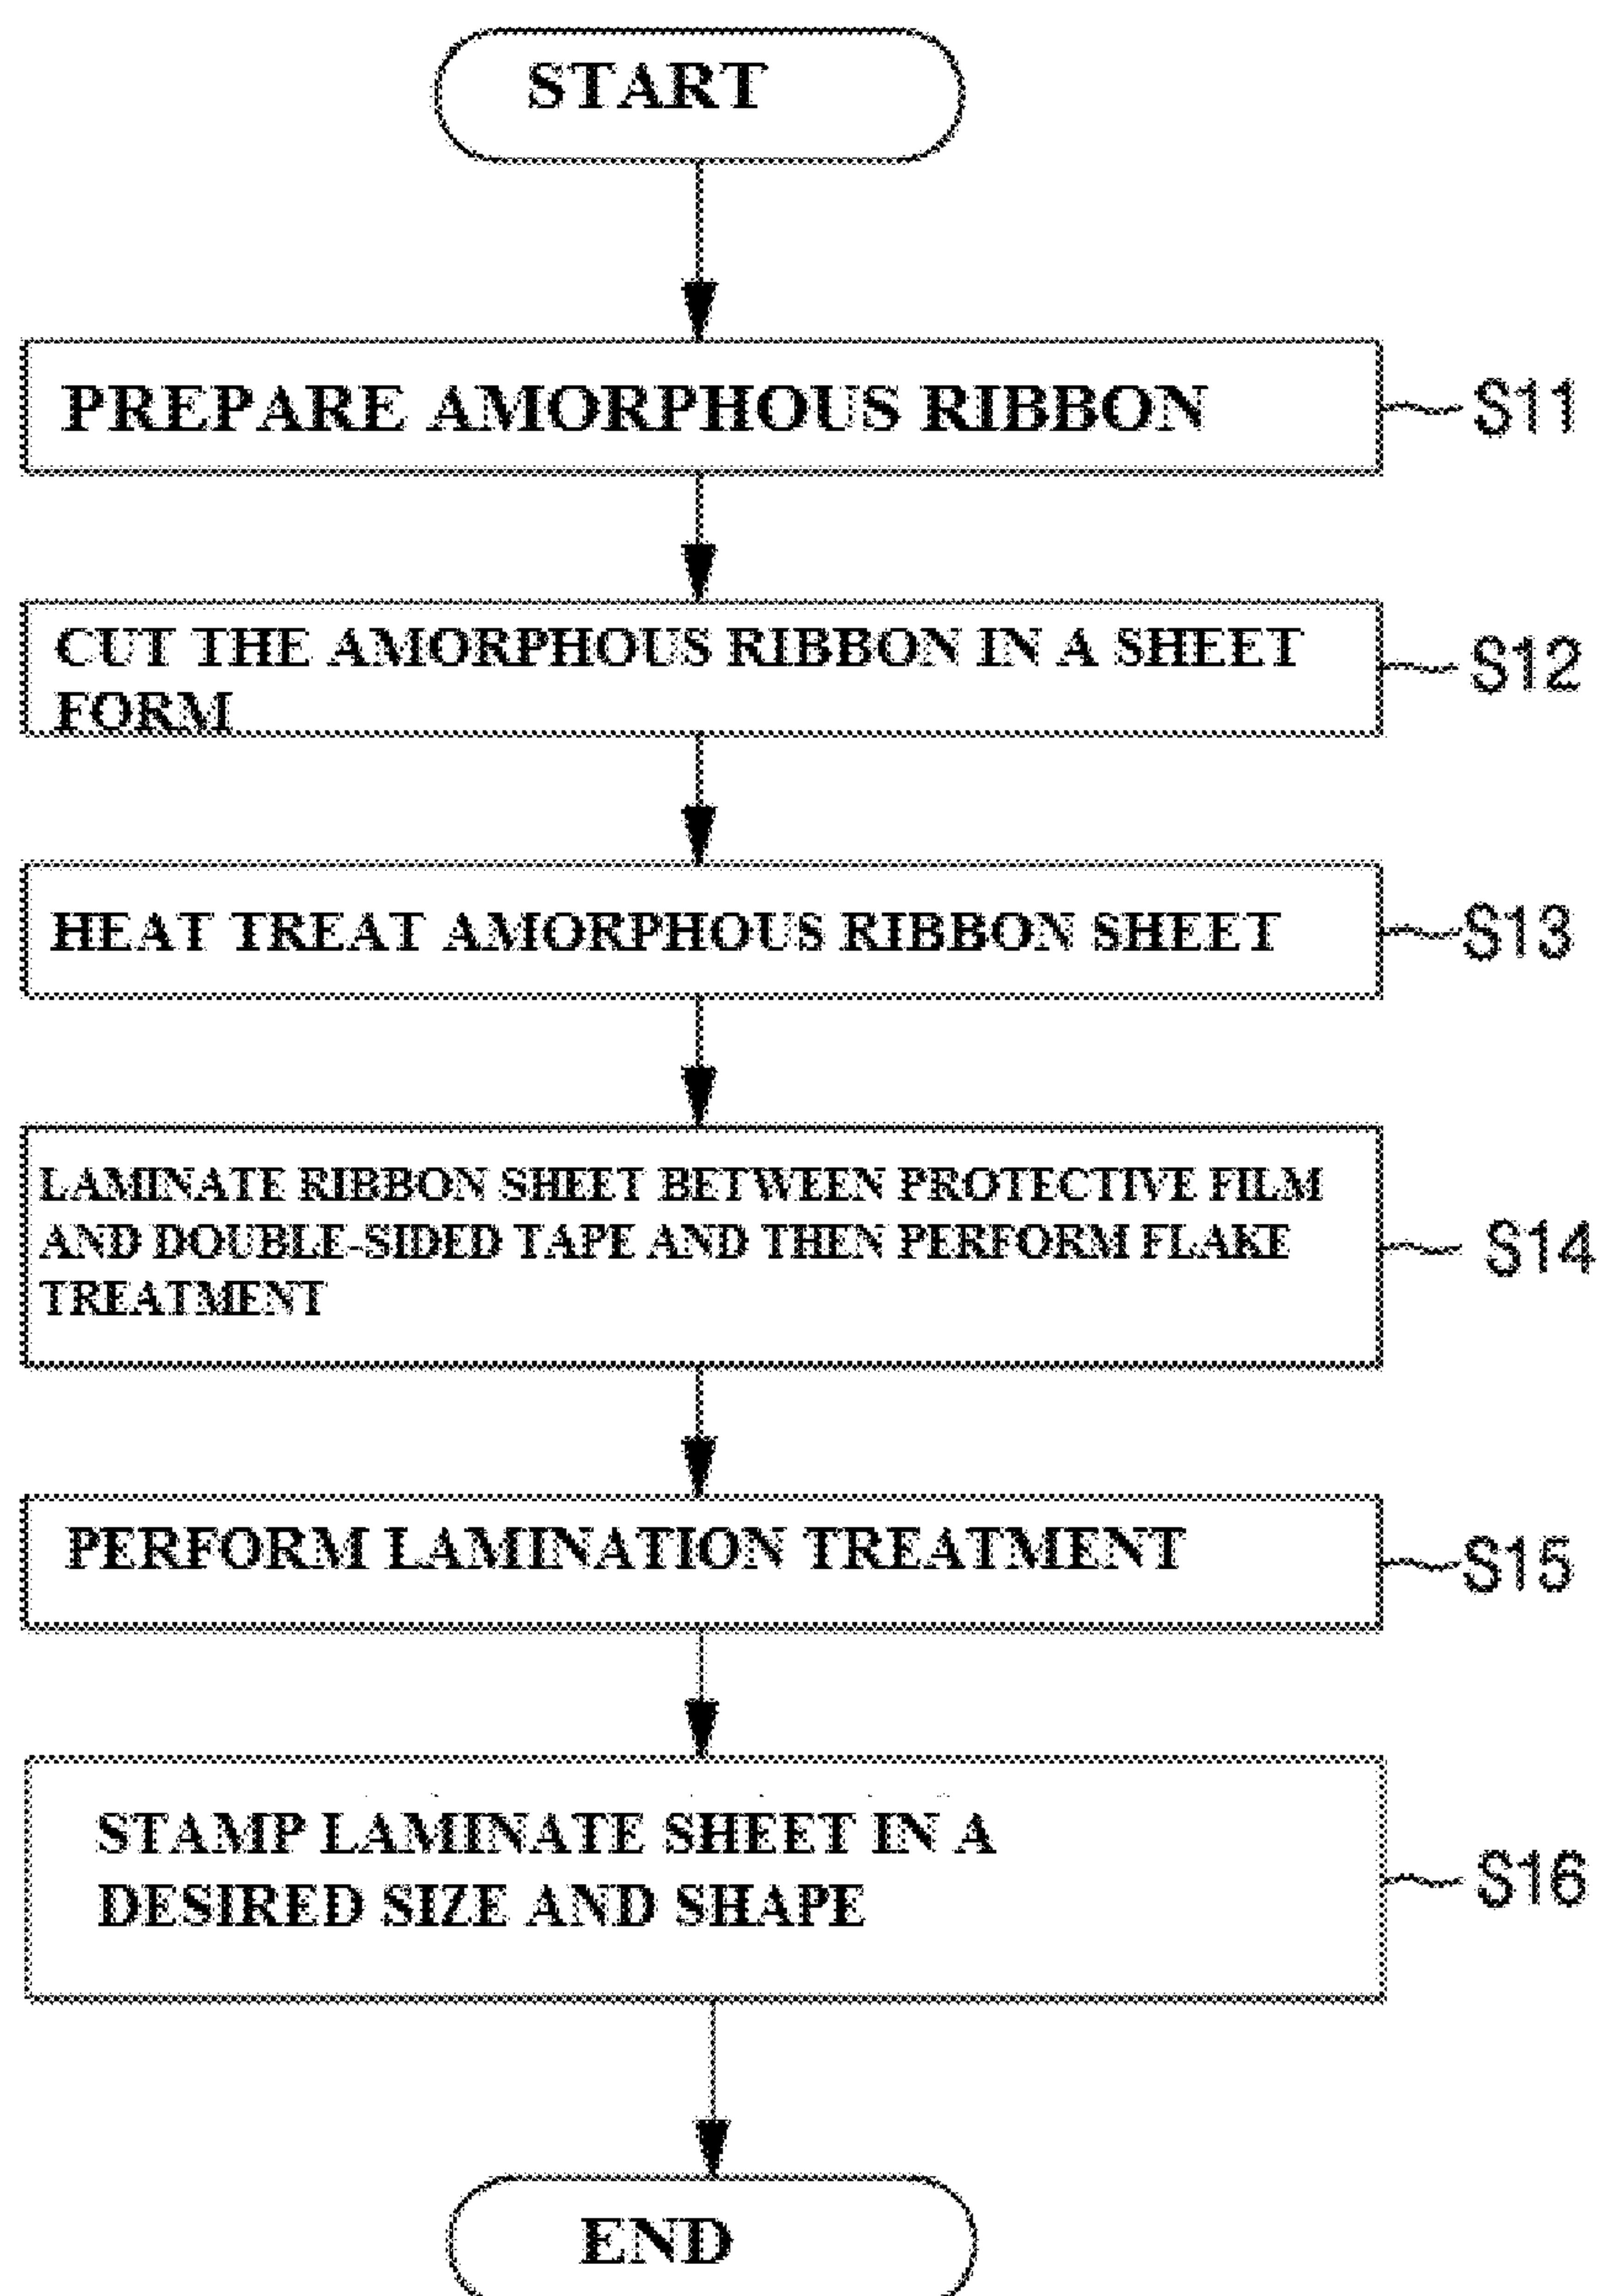 START
PREPARE AMORPHOUS RIBBON
S11
CUT THE AMORPHOUS RIBBON IN A SHEET
FORM
S12
HEAT TREAT AMORPHOUS RIBBON SHEET
S13
LAMINATE RIBBON SHEET BETWEEN PROTECTIVE FILM
AND DOUBLE-SIDED TAPE AND THEN PERFORM FLAKE
TREATMENT
S14
PERFORM LAMINATION TREATMENT
S15
STAMP LAMINATE SHEET IN A
DESIRED SIZE AND SHAPE
S16
END